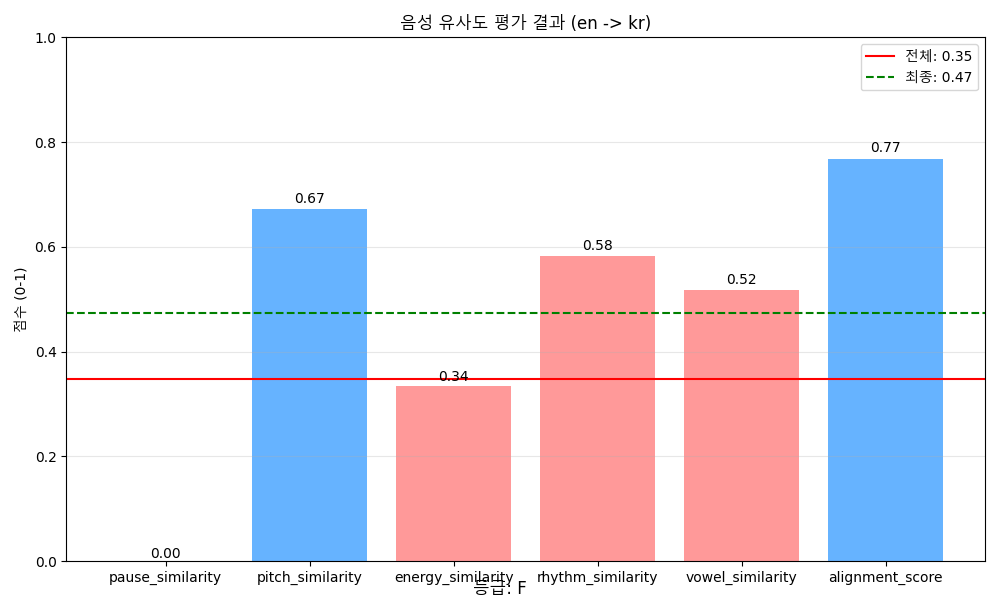 음성 유사도 평가 결과 (en -> kr)
전체: 0.35
최종: 0.47
점수 (0-1)
1.0
0.8
0.6
0.4
0.2
0.0
0.00
0.67
0.34
0.58
0.52
0.77
pause_similarity
pitch_similarity
energy_similarity
rhythm_similarity
vowel_similarity
alignment_score
등급: F